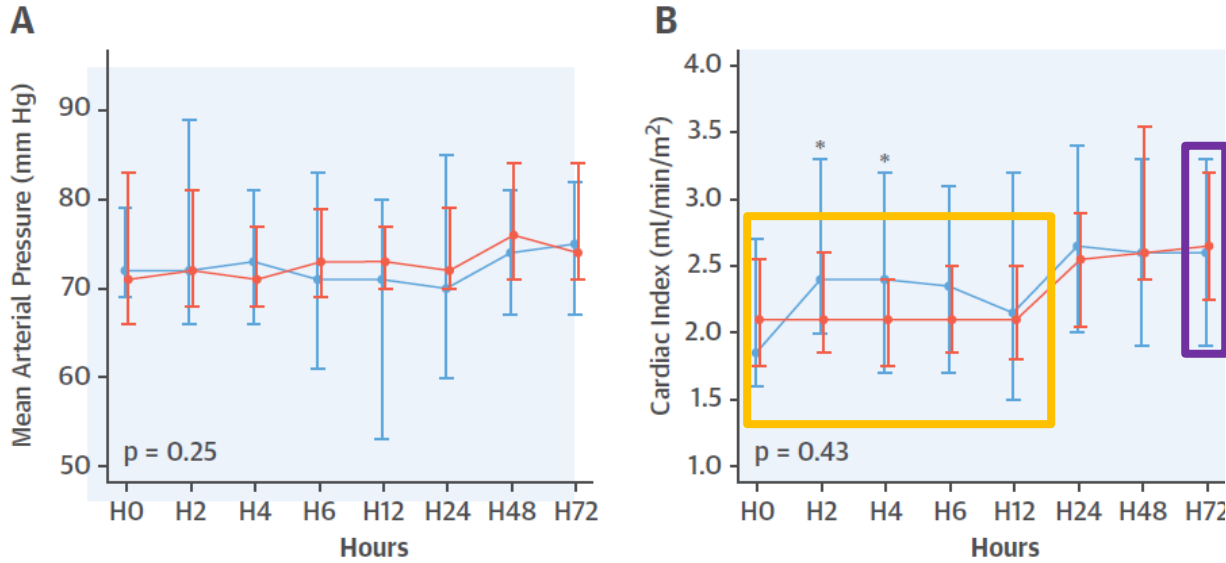 A
Mean Arterial Pressure (mm Hg)
90
80
70
60
50
p = 0.25
H0 H2 H4 H6 H12 H24 H48 H72
Hours
B
Cardiac Index (ml/min/m²)
4.0
3.5
3.0
2.5
2.0
1.5
1.0
* *
p = 0.43
H0 H2 H4 H6 H12 H24 H48 H72
Hours